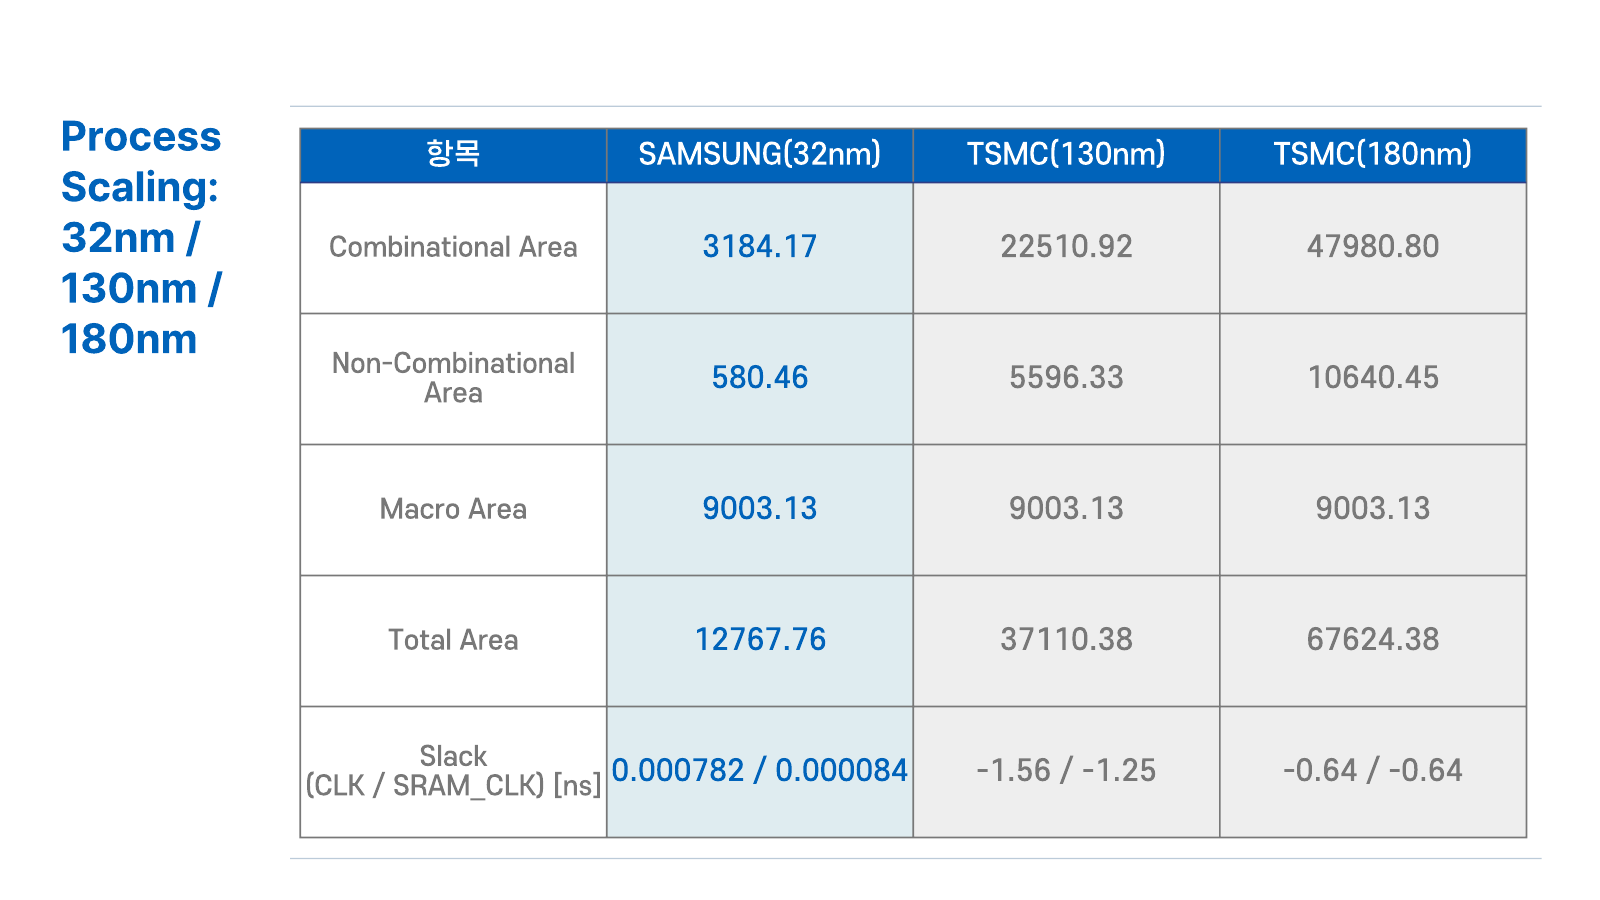 Process
Scaling:
32nm /
130nm /
180nm
항목 SAMSUNG(32nm) TSMC(130nm) TSMC(180nm)
Combinational Area 3184.17 22510.92 47980.80
Non-Combinational
Area 580.46 5596.33 10640.45
Macro Area 9003.13 9003.13 9003.13
Total Area 12767.76 37110.38 67624.38
Slack
(CLK / SRAM_CLK) [ns] 0.000782 / 0.000084 -1.56 / -1.25 -0.64 / -0.64